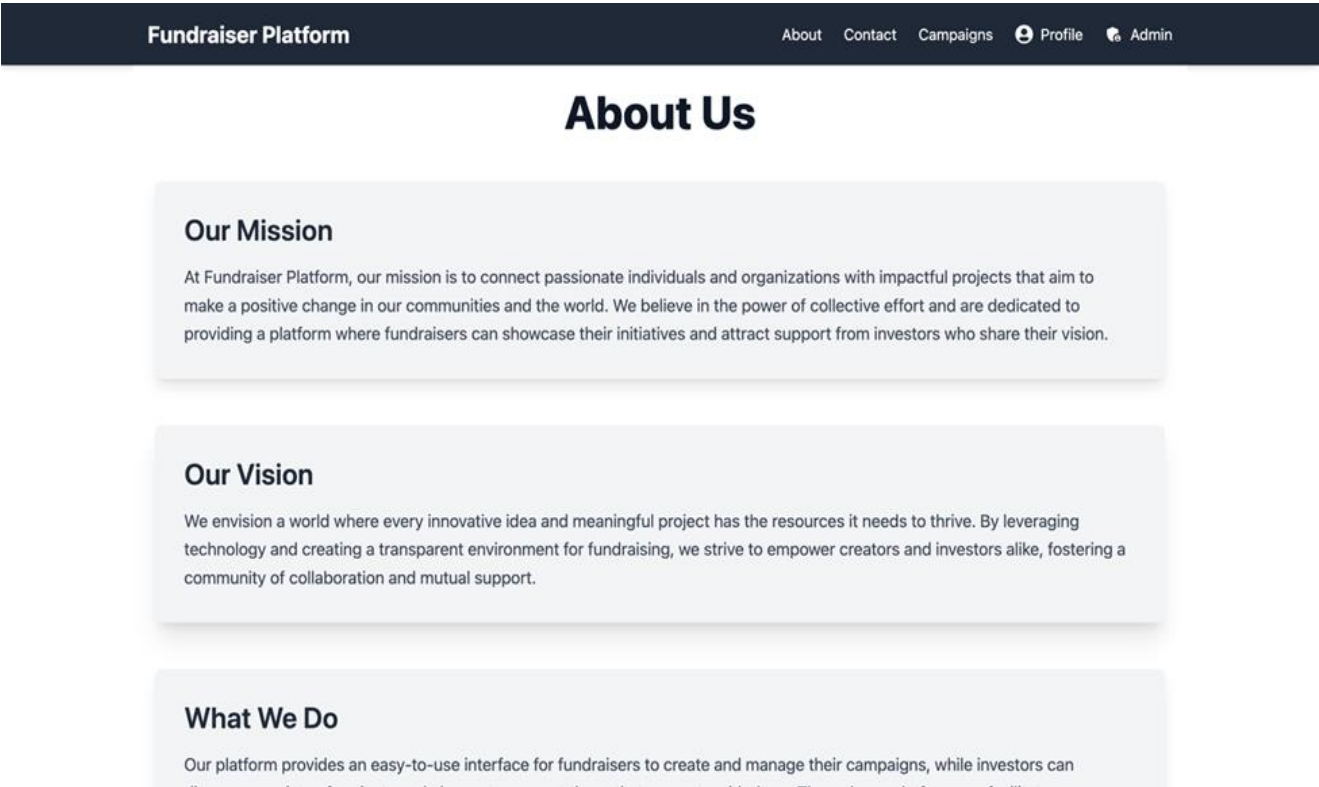 Fundraiser Platform
About Contact Campaigns Profile Admin
About Us
Our Mission
At Fundraiser Platform, our mission is to connect passionate individuals and organizations with impactful projects that aim to
make a positive change in our communities and the world. We believe in the power of collective effort and are dedicated to
providing a platform where fundraisers can showcase their initiatives and attract support from investors who share their vision.
Our Vision
We envision a world where every innovative idea and meaningful project has the resources it needs to thrive. By leveraging
technology and creating a transparent environment for fundraising, we strive to empower creators and investors alike, fostering a
community of collaboration and mutual support.
What We Do
Our platform provides an easy-to-use interface for fundraisers to create and manage their campaigns, while investors can